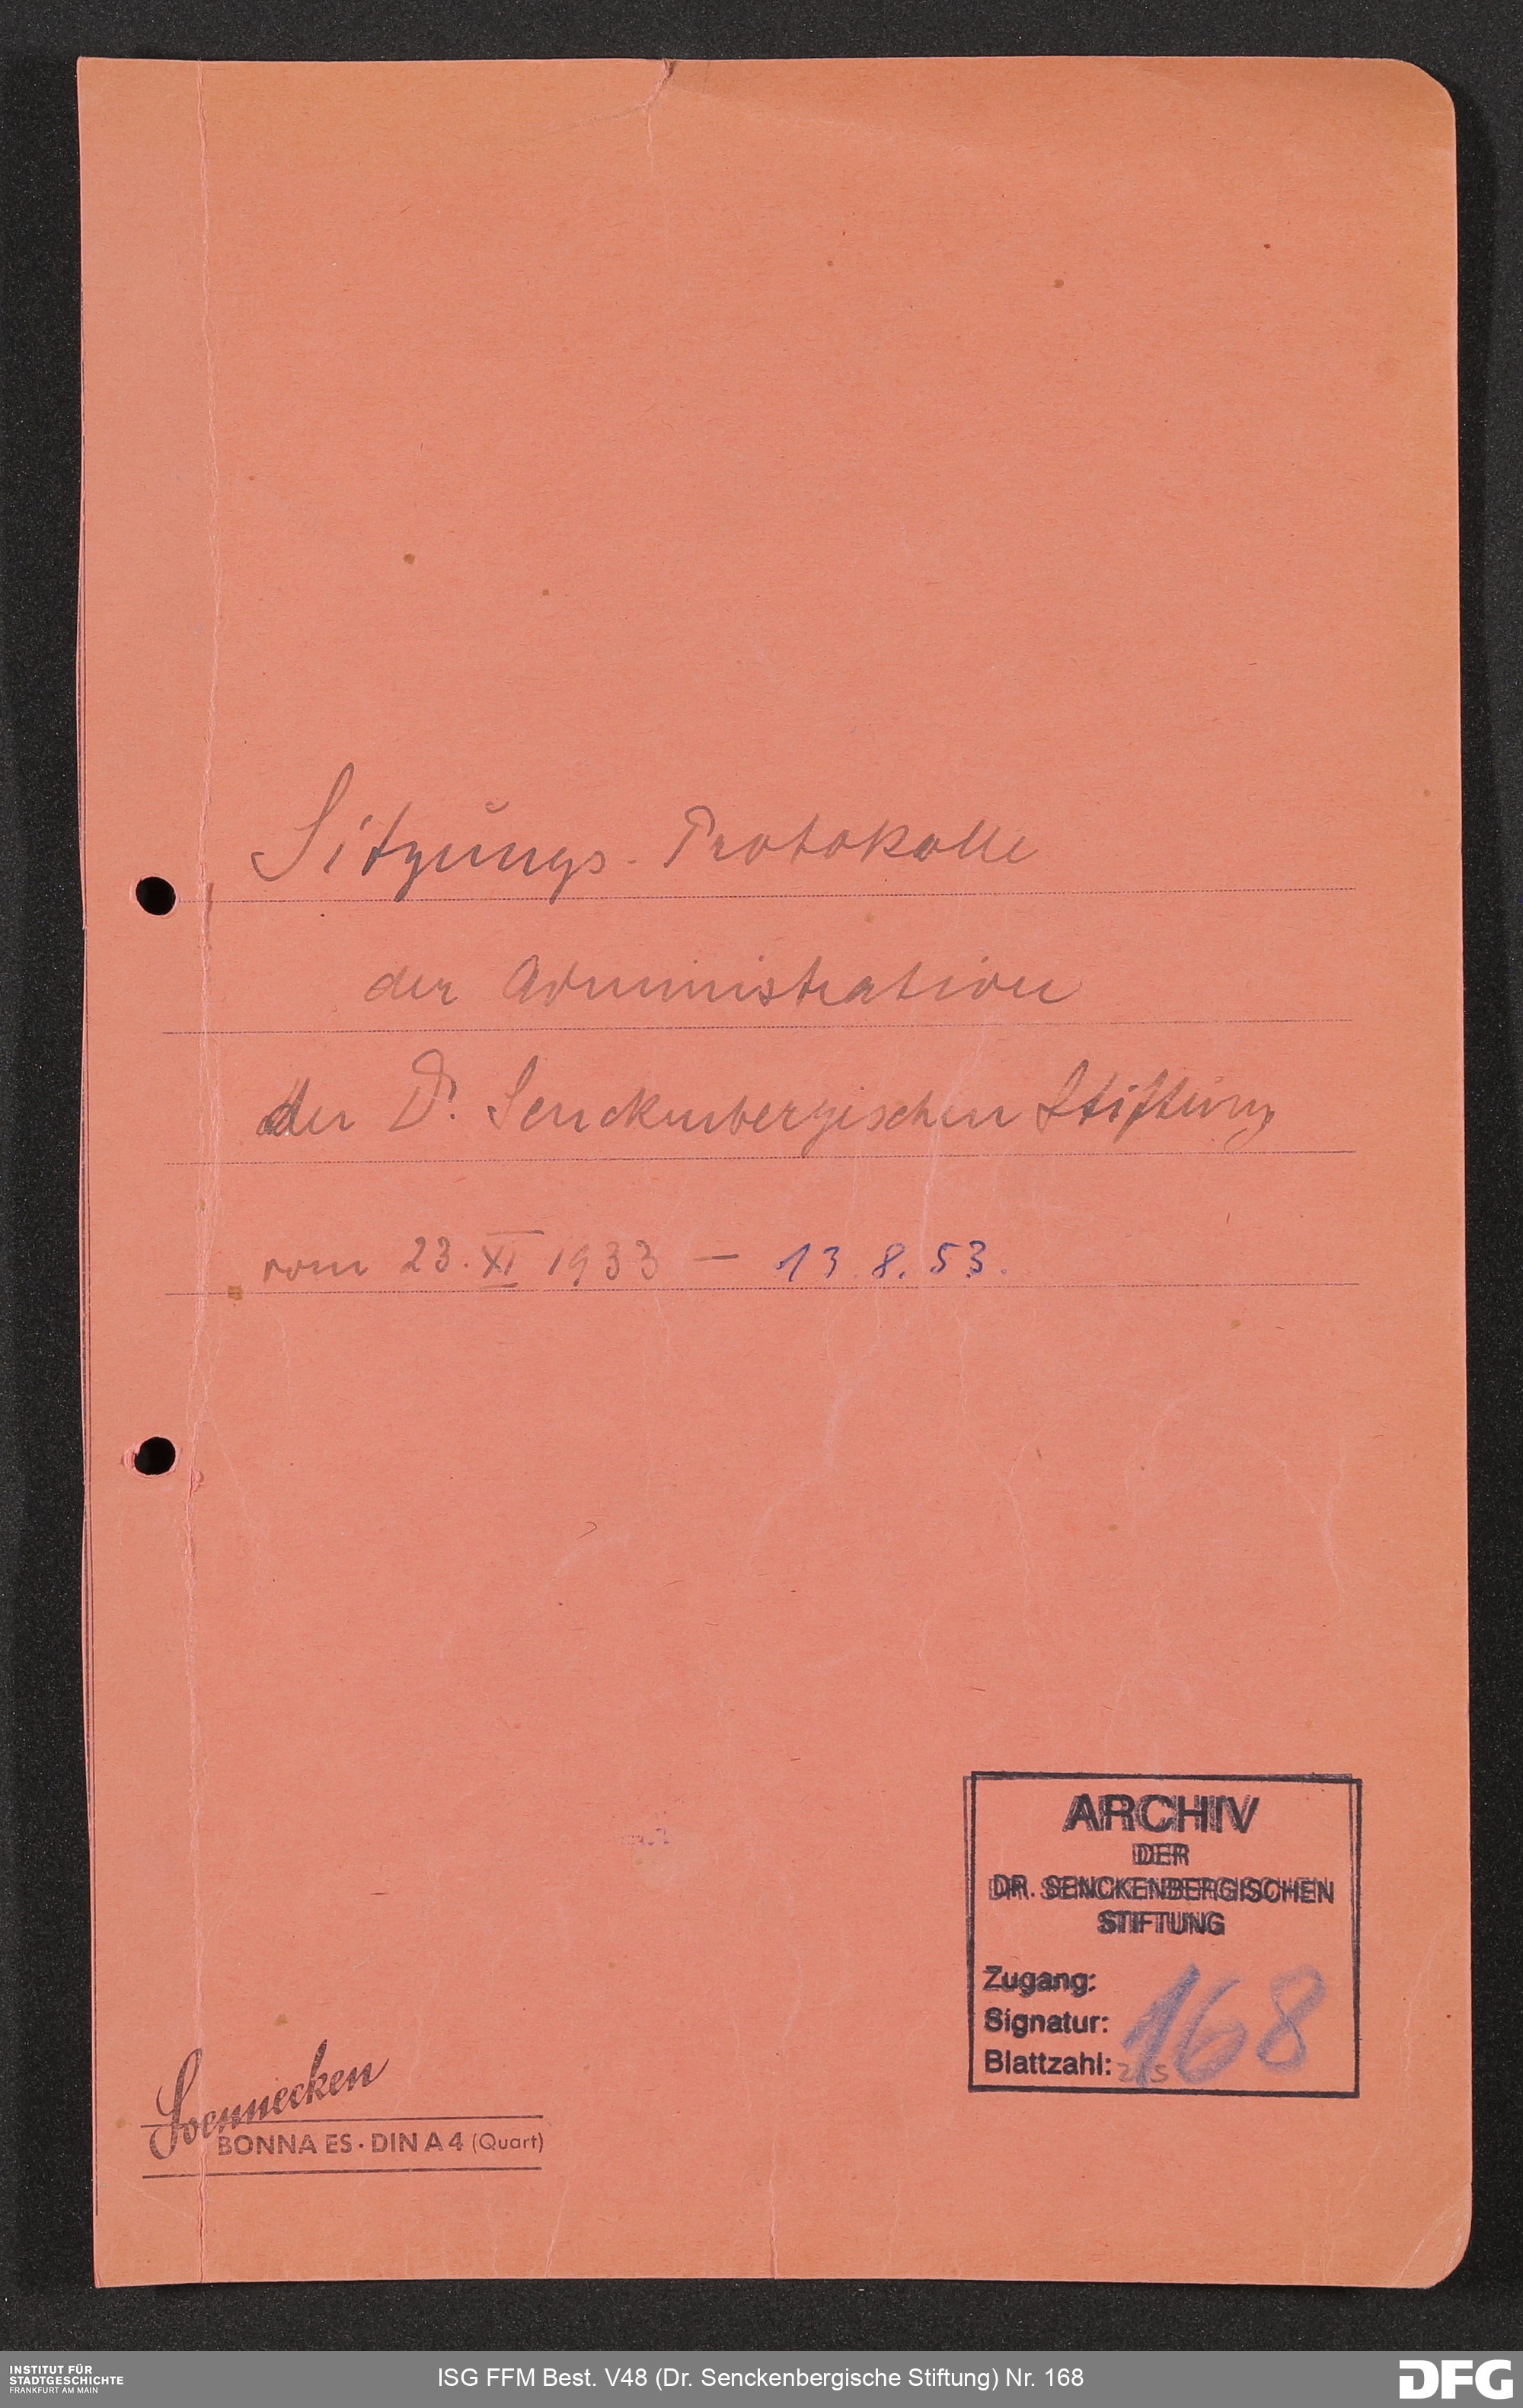 Sitzungs-Protokolle
der Administration
der Dr. Senckenbergischen Stiftung
vom 23. XI 1933 – 13.8.53.
ARCHIV
DER
DR. SENCKENBERGISCHEN
STIFTUNG
Zugang:
Signatur: 168
Blattzahl:
Soennecken
BONNA ES · DIN A4 (Quart)
INSTITUT FÜR
STADTGESCHICHTE
FRANKFURT AM MAIN
ISG FFM Best. V48 (Dr. Senckenbergische Stiftung) Nr. 168
DFG